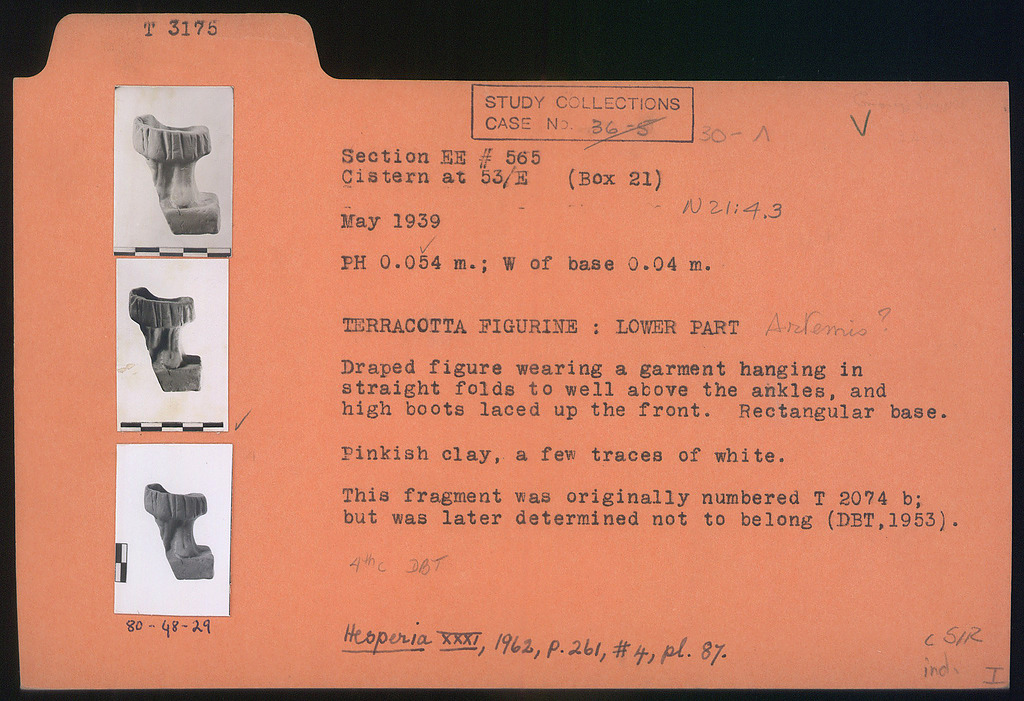 T 3175
STUDY COLLECTIONS
CASE No. 36-5
30-Λ
Section EE # 565
Cistern at 53/E (Box 21)
N 21:4.3
May 1939
PH 0.054 m.; W of base 0.04 m.
TERRACOTTA FIGURINE : LOWER PART Artemis?
Draped figure wearing a garment hanging in
straight folds to well above the ankles, and
high boots laced up the front. Rectangular base.
Pinkish clay, a few traces of white.
This fragment was originally numbered T 2074 b;
but was later determined not to belong (DBT,1953).
4th c DBT
80-48-29
Hesperia XXXI, 1962, p.261, #4, pl. 87.
c SIR
ind. I